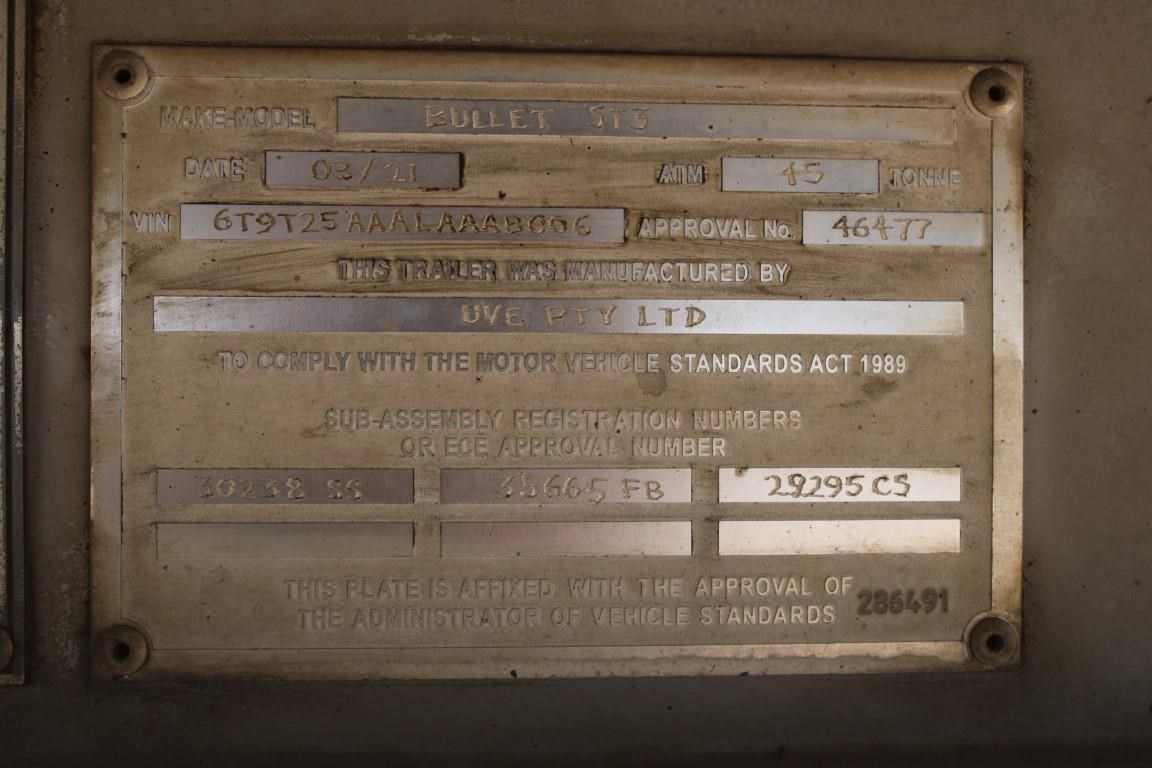 MAKE-MODEL BULLET ST3
DATE 03/21 ATM 45 TONNE
VIN 6T9T25AAALAAAB006 APPROVAL No. 46477
THIS TRAILER WAS MANUFACTURED BY
UVE PTY LTD
TO COMPLY WITH THE MOTOR VEHICLE STANDARDS ACT 1989
SUB-ASSEMBLY REGISTRATION NUMBERS
OR ECE APPROVAL NUMBER
30238 SS 35665 FB 29295 CS
THIS PLATE IS AFFIXED WITH THE APPROVAL OF
THE ADMINISTRATOR OF VEHICLE STANDARDS 286491